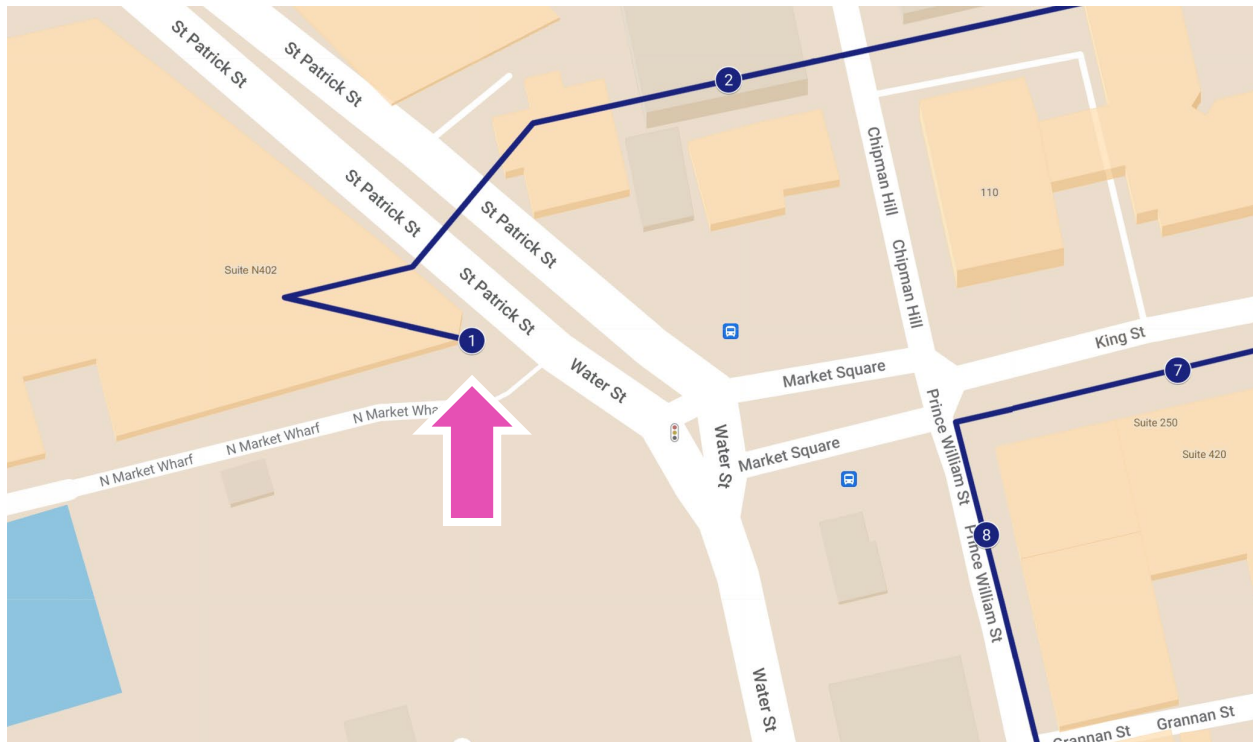 St Patrick St
St Patrick St
2
Chipman Hill
St Patrick St
110
St Patrick St
Suite N402
Chipman Hill
St Patrick St
1
King St
Market Square
7
Water St
N Market Wha
N Market Wharf
N Market Wharf
Prince William St
Suite 250
Water St
Market Square
Suite 420
8
Prince William St
Water St
Grannan St
Grannan St